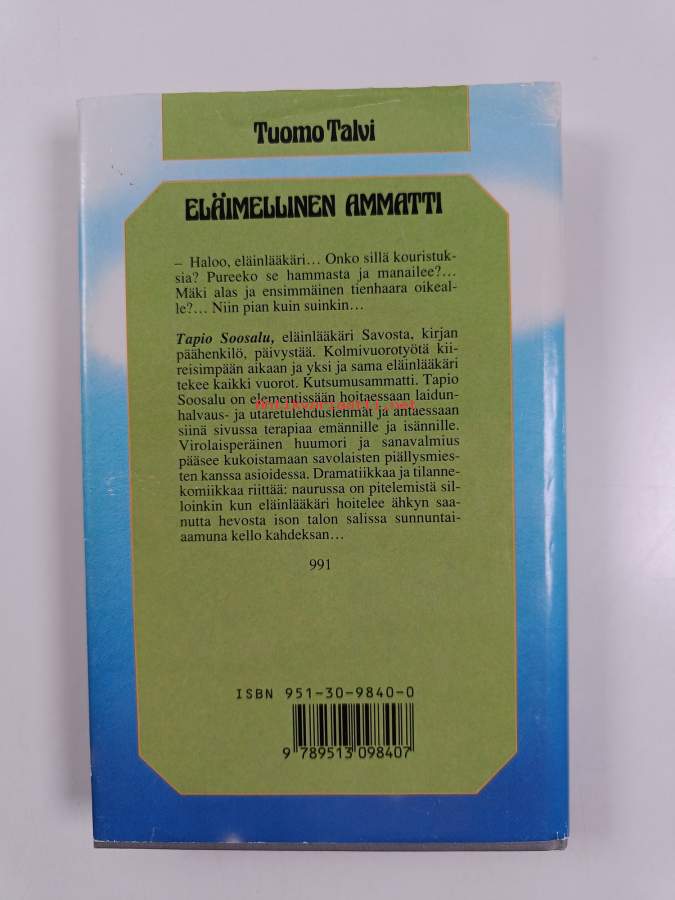 Tuomo Talvi
ELÄIMELLINEN AMMATTI
– Haloo, eläinlääkäri... Onko sillä kouristuk-
sia? Pureeko se hammasta ja manailee?...
Mäki alas ja ensimmäinen tienhaara oikeal-
le?... Niin pian kuin suinkin...
Tapio Soosalu, eläinlääkäri Savosta, kirjan
päähenkilö, päivystää. Kolmivuorotyötä kii-
reisimpään aikaan ja yksi ja sama eläinlääkäri
tekee kaikki vuorot. Kutsumusammatti. Tapio
Soosalu on elementissään hoitaessaan laidun-
halvaus- ja utaretulehduslehmät ja antaessaan
siinä sivussa terapiaa emännille ja isännille.
Virolaisperäinen huumori ja sanavalmius
pääsee kukoistamaan savolaisten piällysmies-
ten kanssa asioidessa. Dramatiikkaa ja tilanne-
komiikkaa riittää: naurussa on pitelemistä sil-
loinkin kun eläinlääkäri hoitelee ähkyn saa-
nutta hevosta ison talon salissa sunnuntai-
aamuna kello kahdeksan...
991
ISBN 951-30-9840-0
9 789513 098407